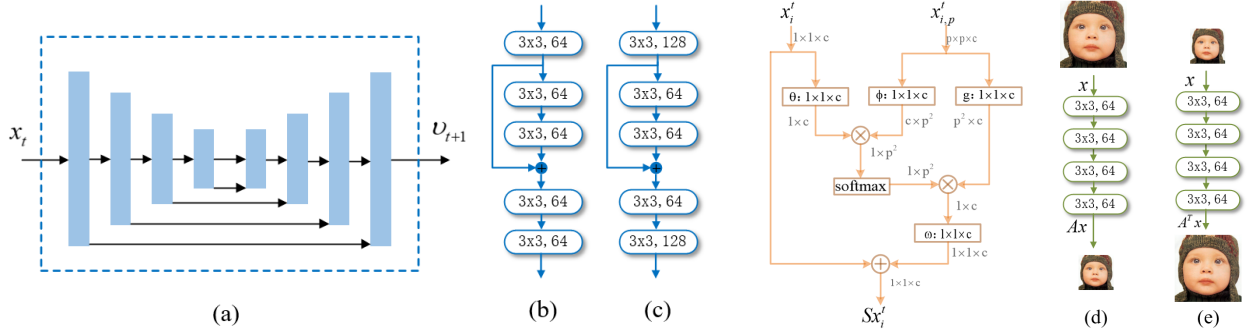 x_t
υ_{t+1}
(a)
3x3, 64
3x3, 64
3x3, 64
+
3x3, 64
3x3, 64
(b)
3x3, 128
3x3, 64
3x3, 64
+
3x3, 64
3x3, 128
(c)
x_i^t
x_{i,p}^t
1×1×c
p×p×c
θ: 1×1×c
ϕ: 1×1×c
g: 1×1×c
1×c
c×p²
p²×c
×
1×p²
softmax
1×p²
×
1×c
ω: 1×1×c
1×1×c
+
1×1×c
Sx_i^t
x
3x3, 64
3x3, 64
3x3, 64
3x3, 64
Ax
(d)
x
3x3, 64
3x3, 64
3x3, 64
3x3, 64
A^T x
(e)